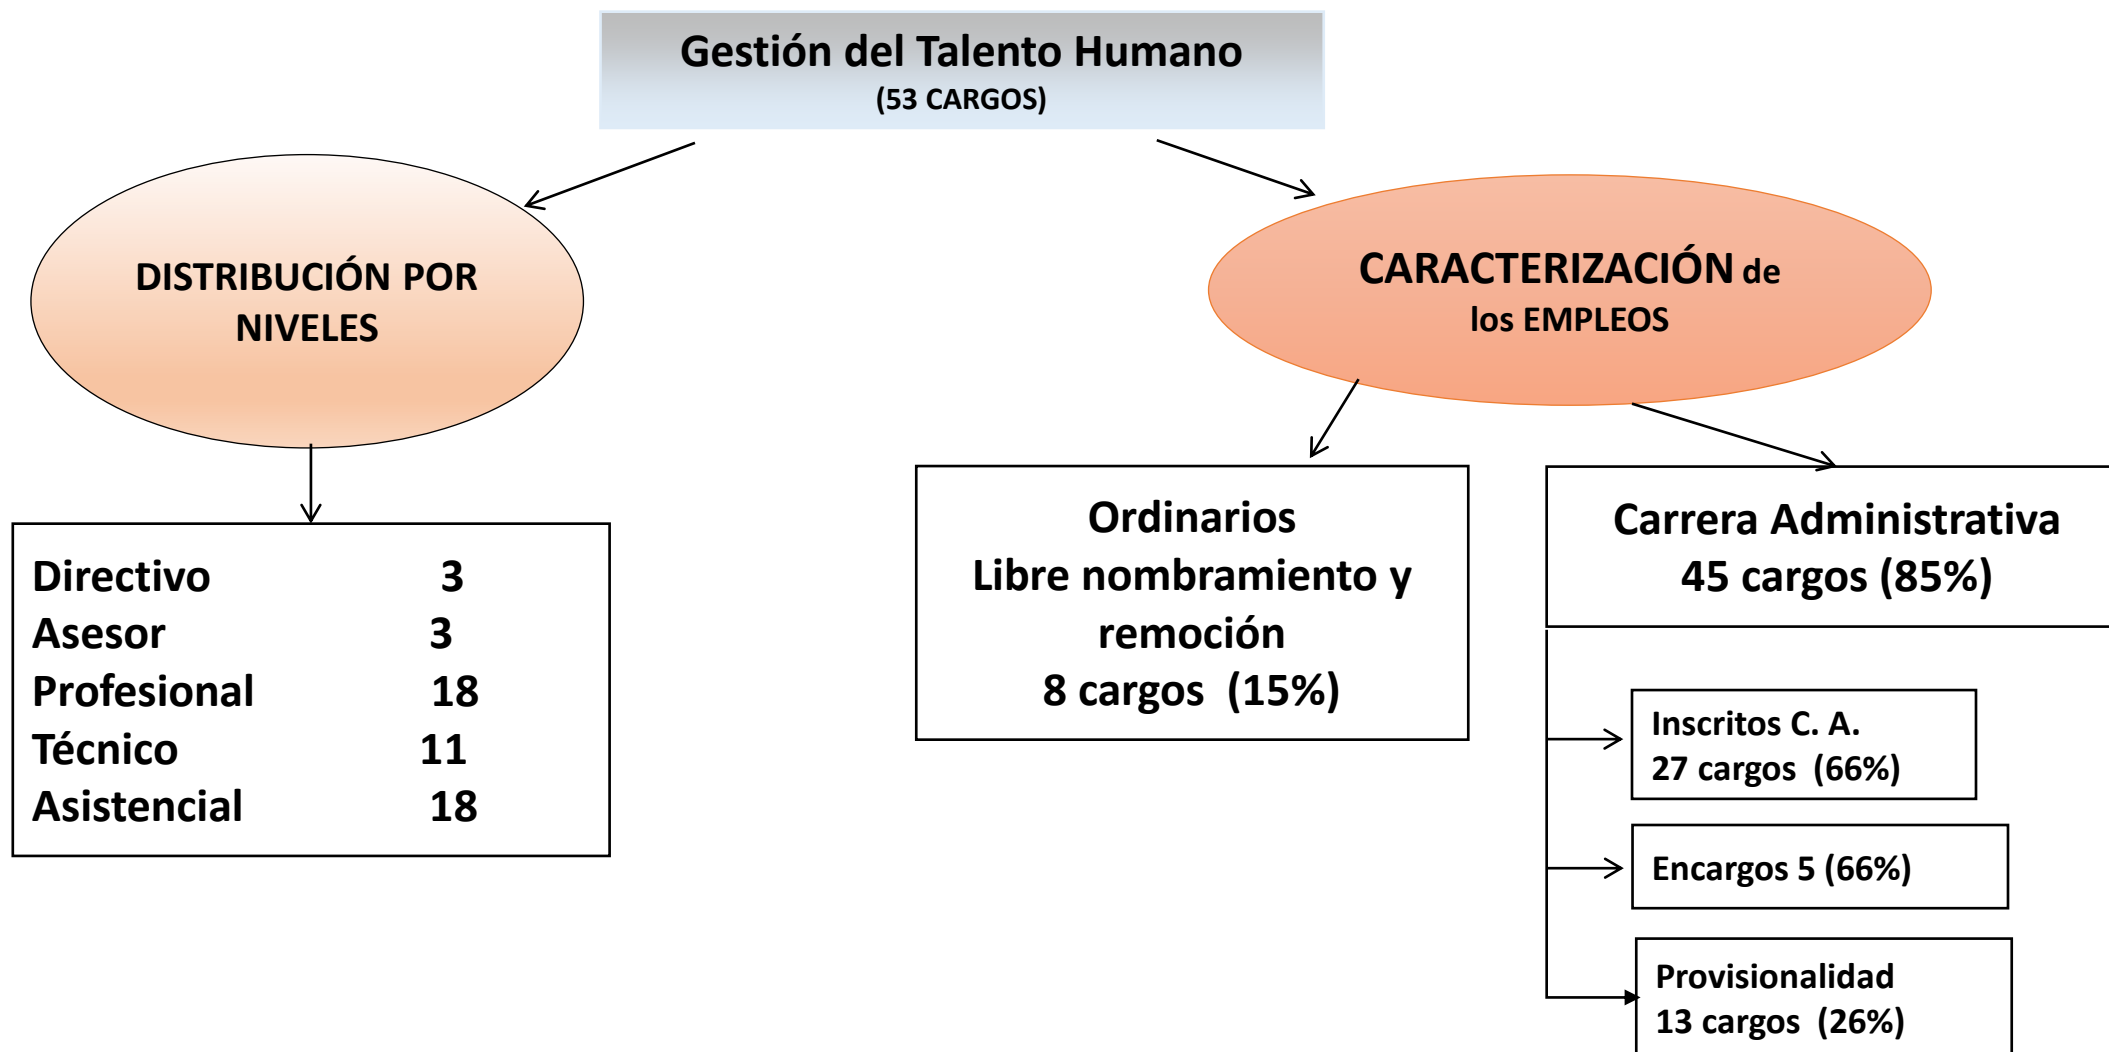 Gestión del Talento Humano
(53 CARGOS)
DISTRIBUCIÓN POR
NIVELES
CARACTERIZACIÓN de
los EMPLEOS
Directivo 3
Asesor 3
Profesional 18
Técnico 11
Asistencial 18
Ordinarios
Libre nombramiento y
remoción
8 cargos (15%)
Carrera Administrativa
45 cargos (85%)
Inscritos C. A.
27 cargos (66%)
Encargos 5 (66%)
Provisionalidad
13 cargos (26%)